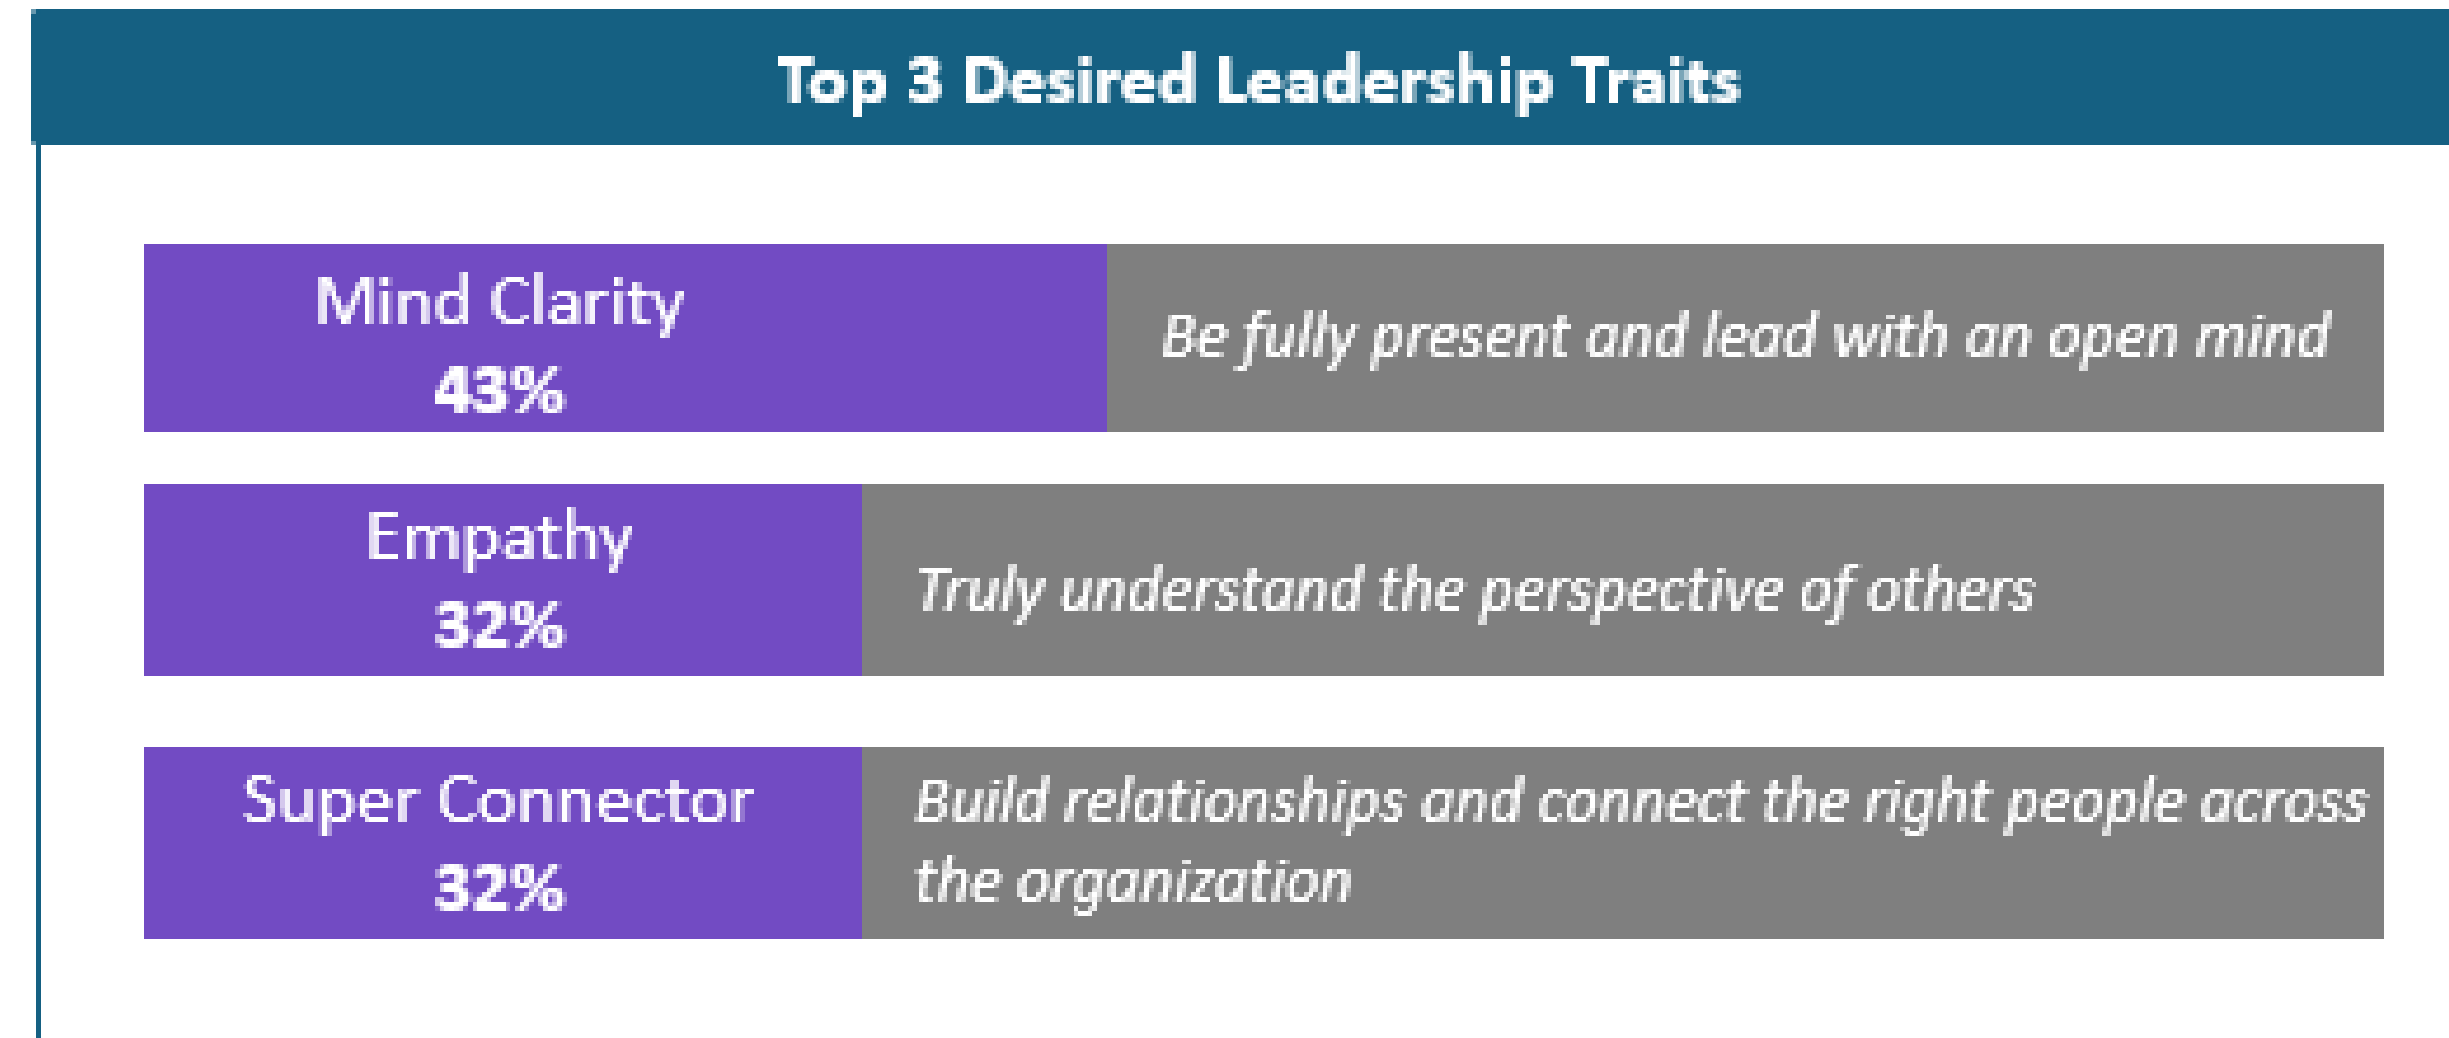 Top 3 Desired Leadership Traits
Mind Clarity
43%
Be fully present and lead with an open mind
Empathy
32%
Truly understand the perspective of others
Super Connector
32%
Build relationships and connect the right people across
the organization